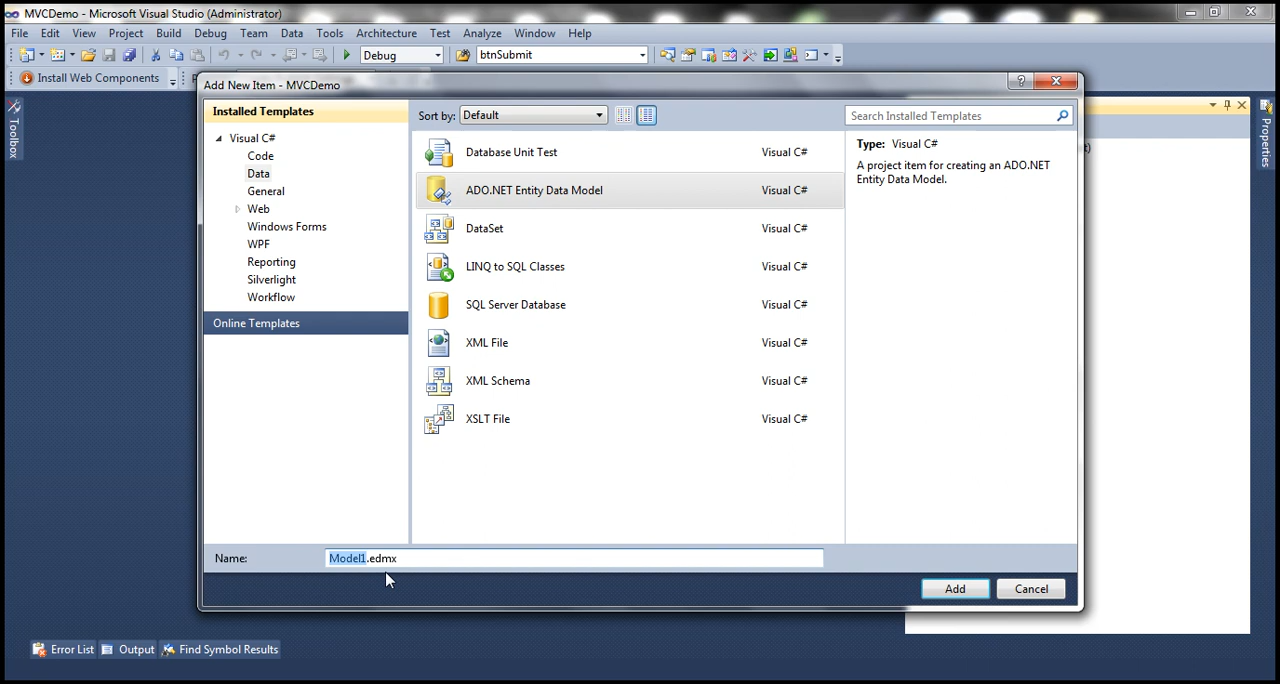 MVCDemo - Microsoft Visual Studio (Administrator)
File Edit View Project Build Debug Team Data Tools Architecture Test Analyze Window Help
Debug btnSubmit
Install Web Components
Add New Item - MVCDemo
Toolbox
Properties
Installed Templates
Visual C#
Code
Data
General
Web
Windows Forms
WPF
Reporting
Silverlight
Workflow
Online Templates
Sort by: Default
Search Installed Templates
Database Unit Test Visual C#
ADO.NET Entity Data Model Visual C#
DataSet Visual C#
LINQ to SQL Classes Visual C#
SQL Server Database Visual C#
XML File Visual C#
XML Schema Visual C#
XSLT File Visual C#
Type: Visual C#
A project item for creating an ADO.NET
Entity Data Model.
Name: Model1.edmx
Add Cancel
Error List Output Find Symbol Results